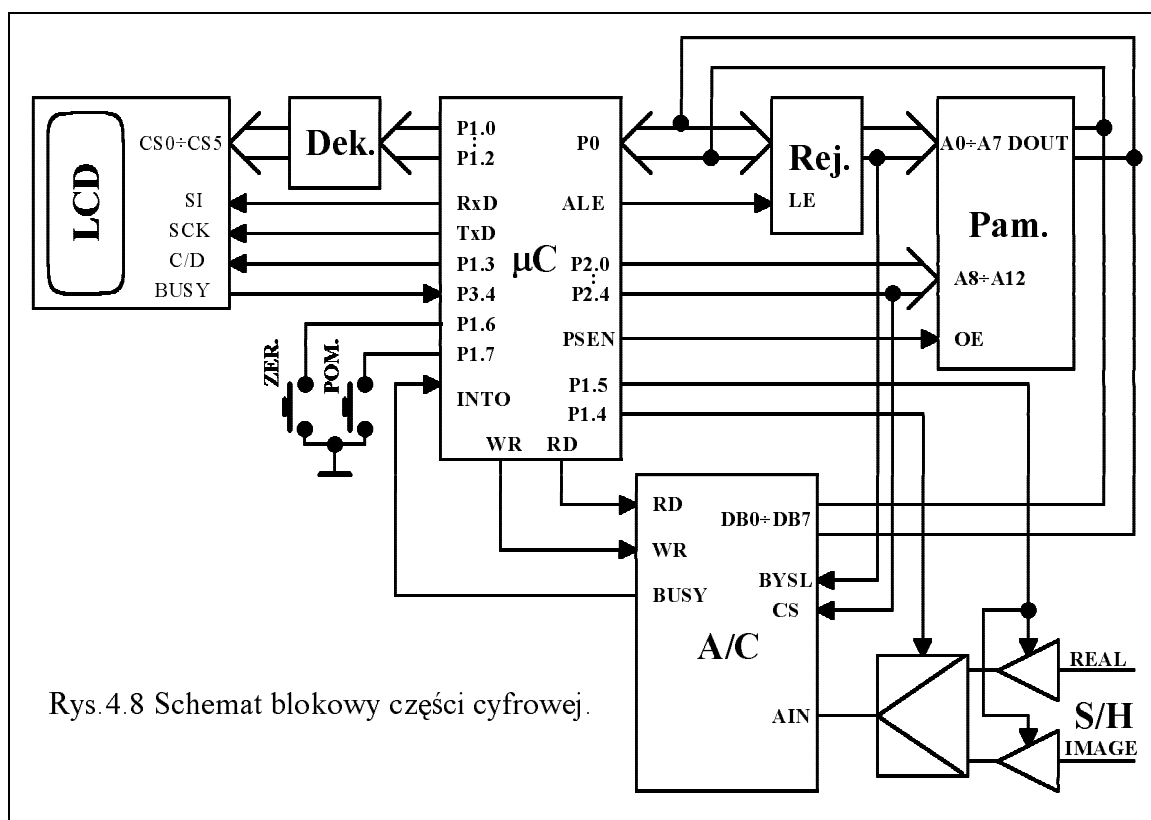 LCD
CS0÷CS5
SI
SCK
C/D
BUSY
Dek.
P1.0
P1.2
RxD
TxD
P1.3
P3.4
P1.6
P1.7
INTO
WR RD
µC
P0
ALE
P2.0
P2.4
PSEN
P1.5
P1.4
Rej.
LE
A0÷A7 DOUT
Pam.
A8÷A12
OE
ZER.
POM.
RD
WR
BUSY
DB0÷DB7
BYSL
CS
A/C
AIN
REAL
S/H
IMAGE
Rys.4.8 Schemat blokowy części cyfrowej.